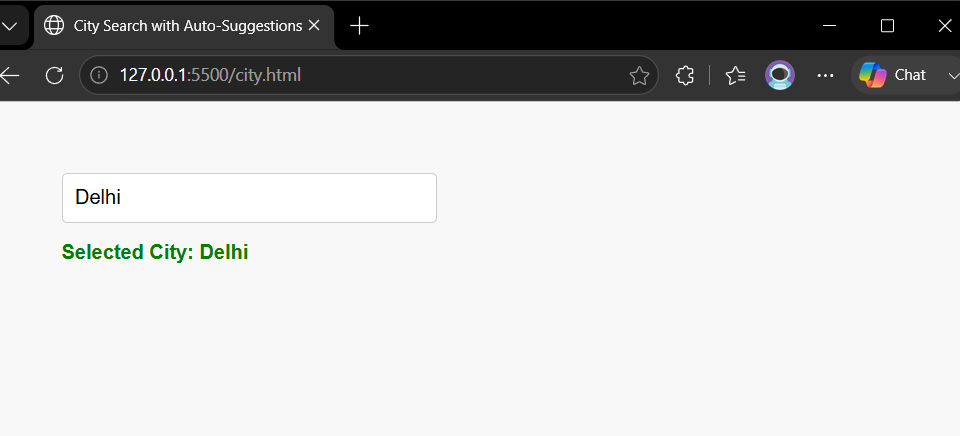 City Search with Auto-Suggestions
127.0.0.1:5500/city.html
Chat
Delhi
Selected City: Delhi